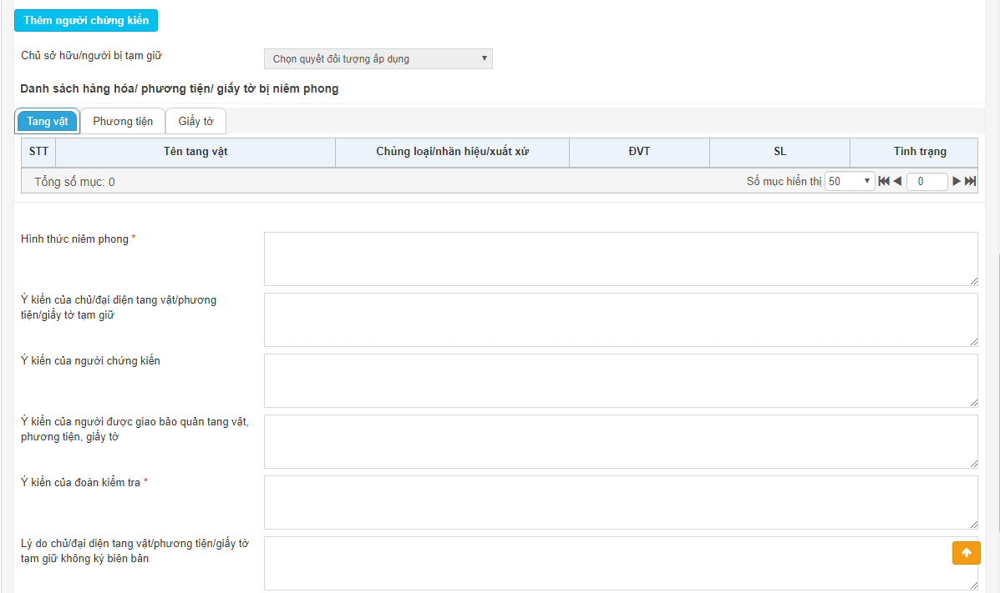 Thêm người chứng kiến
Chủ sở hữu/người bị tạm giữ
Chọn quyết đối tượng áp dụng
Danh sách hàng hóa/ phương tiện/ giấy tờ bị niêm phong
Tang vật Phương tiện Giấy tờ
STT Tên tang vật Chủng loại/nhãn hiệu/xuất xứ ĐVT SL Tình trạng
Tổng số mục: 0 Số mục hiển thị 50 0
Hình thức niêm phong *
Ý kiến của chủ/đại diện tang vật/phương
tiện/giấy tờ tạm giữ
Ý kiến của người chứng kiến
Ý kiến của người được giao bảo quản tang vật,
phương tiện, giấy tờ
Ý kiến của đoàn kiểm tra *
Lý do chủ/đại diện tang vật/phương tiện/giấy tờ
tạm giữ không ký biên bản